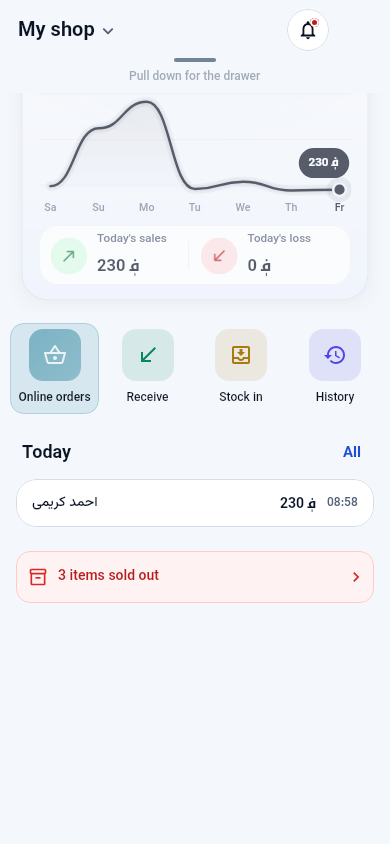 My shop
Pull down for the drawer
230 ؋
Sa Su Mo Tu We Th Fr
Today's sales
230 ؋
Today's loss
0 ؋
Online orders
Receive
Stock in
History
Today
All
احمد کریمی
230 ؋
08:58
3 items sold out